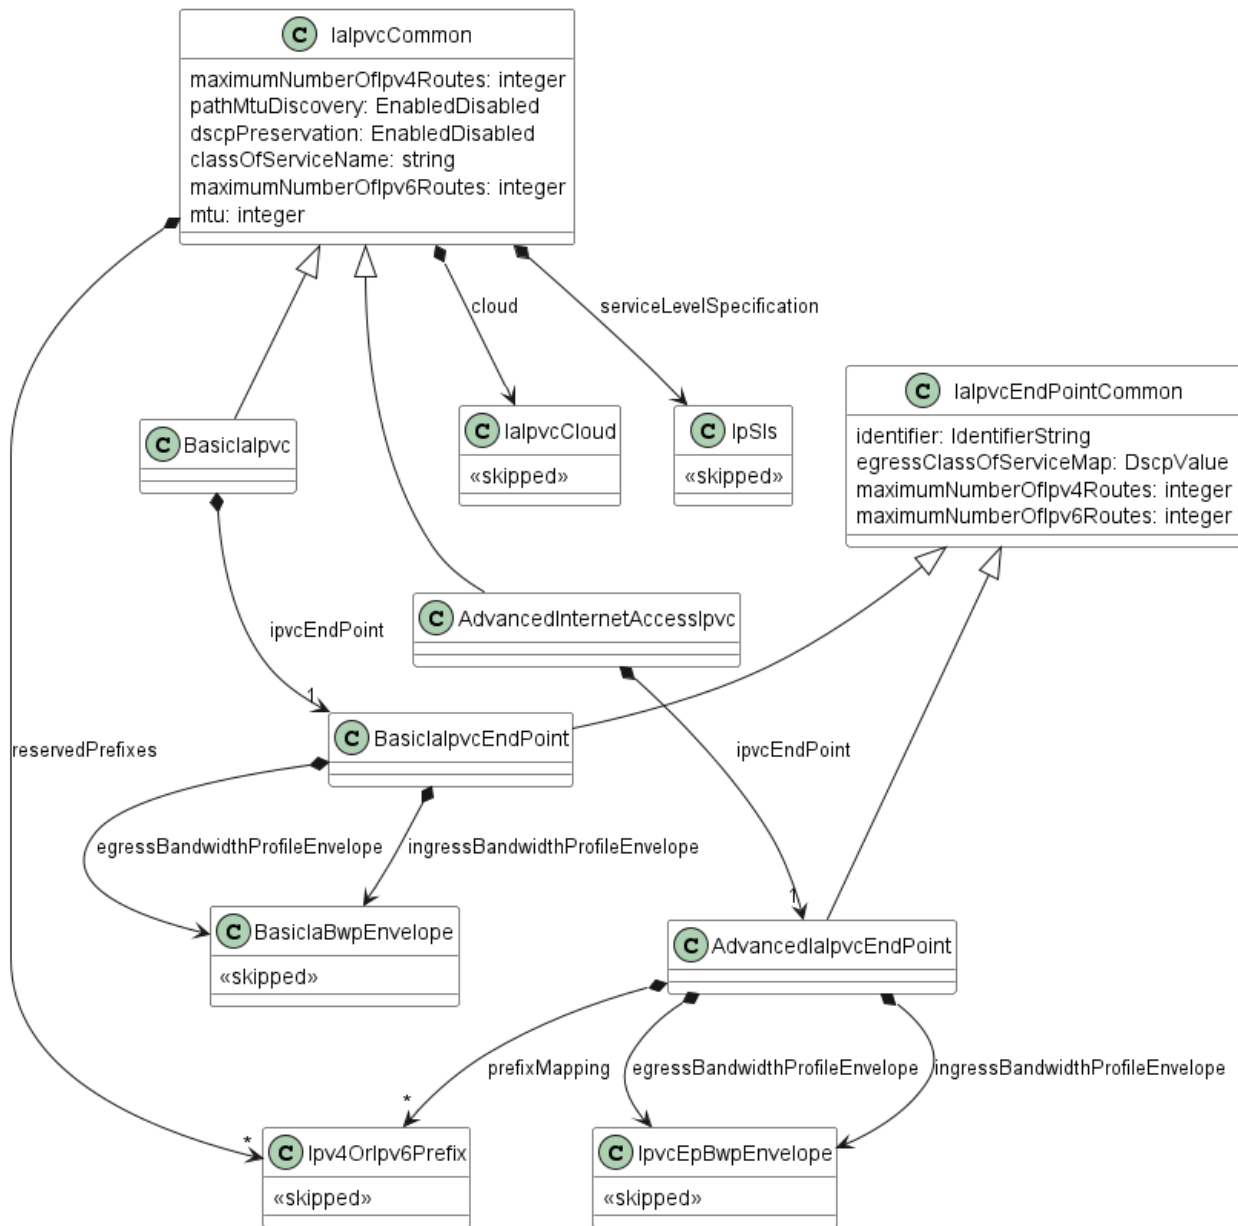 C IaIpvcCommon
maximumNumberOfIpv4Routes: integer
pathMtuDiscovery: EnabledDisabled
dscpPreservation: EnabledDisabled
classOfServiceName: string
maximumNumberOfIpv6Routes: integer
mtu: integer
cloud
serviceLevelSpecification
C IaIpvcEndPointCommon
identifier: IdentifierString
egressClassOfServiceMap: DscpValue
maximumNumberOfIpv4Routes: integer
maximumNumberOfIpv6Routes: integer
C BasicIaIpvc
C IaIpvcCloud
«skipped»
C IpSls
«skipped»
C AdvancedInternetAccessIpvc
ipvcEndPoint
1
C BasicIaIpvcEndPoint
reservedPrefixes
ipvcEndPoint
egressBandwidthProfileEnvelope
ingressBandwidthProfileEnvelope
1
C BasicIaBwpEnvelope
«skipped»
C AdvancedIaIpvcEndPoint
prefixMapping
egressBandwidthProfileEnvelope
ingressBandwidthProfileEnvelope
*
*
C Ipv4OrIpv6Prefix
«skipped»
C IpvcEpBwpEnvelope
«skipped»